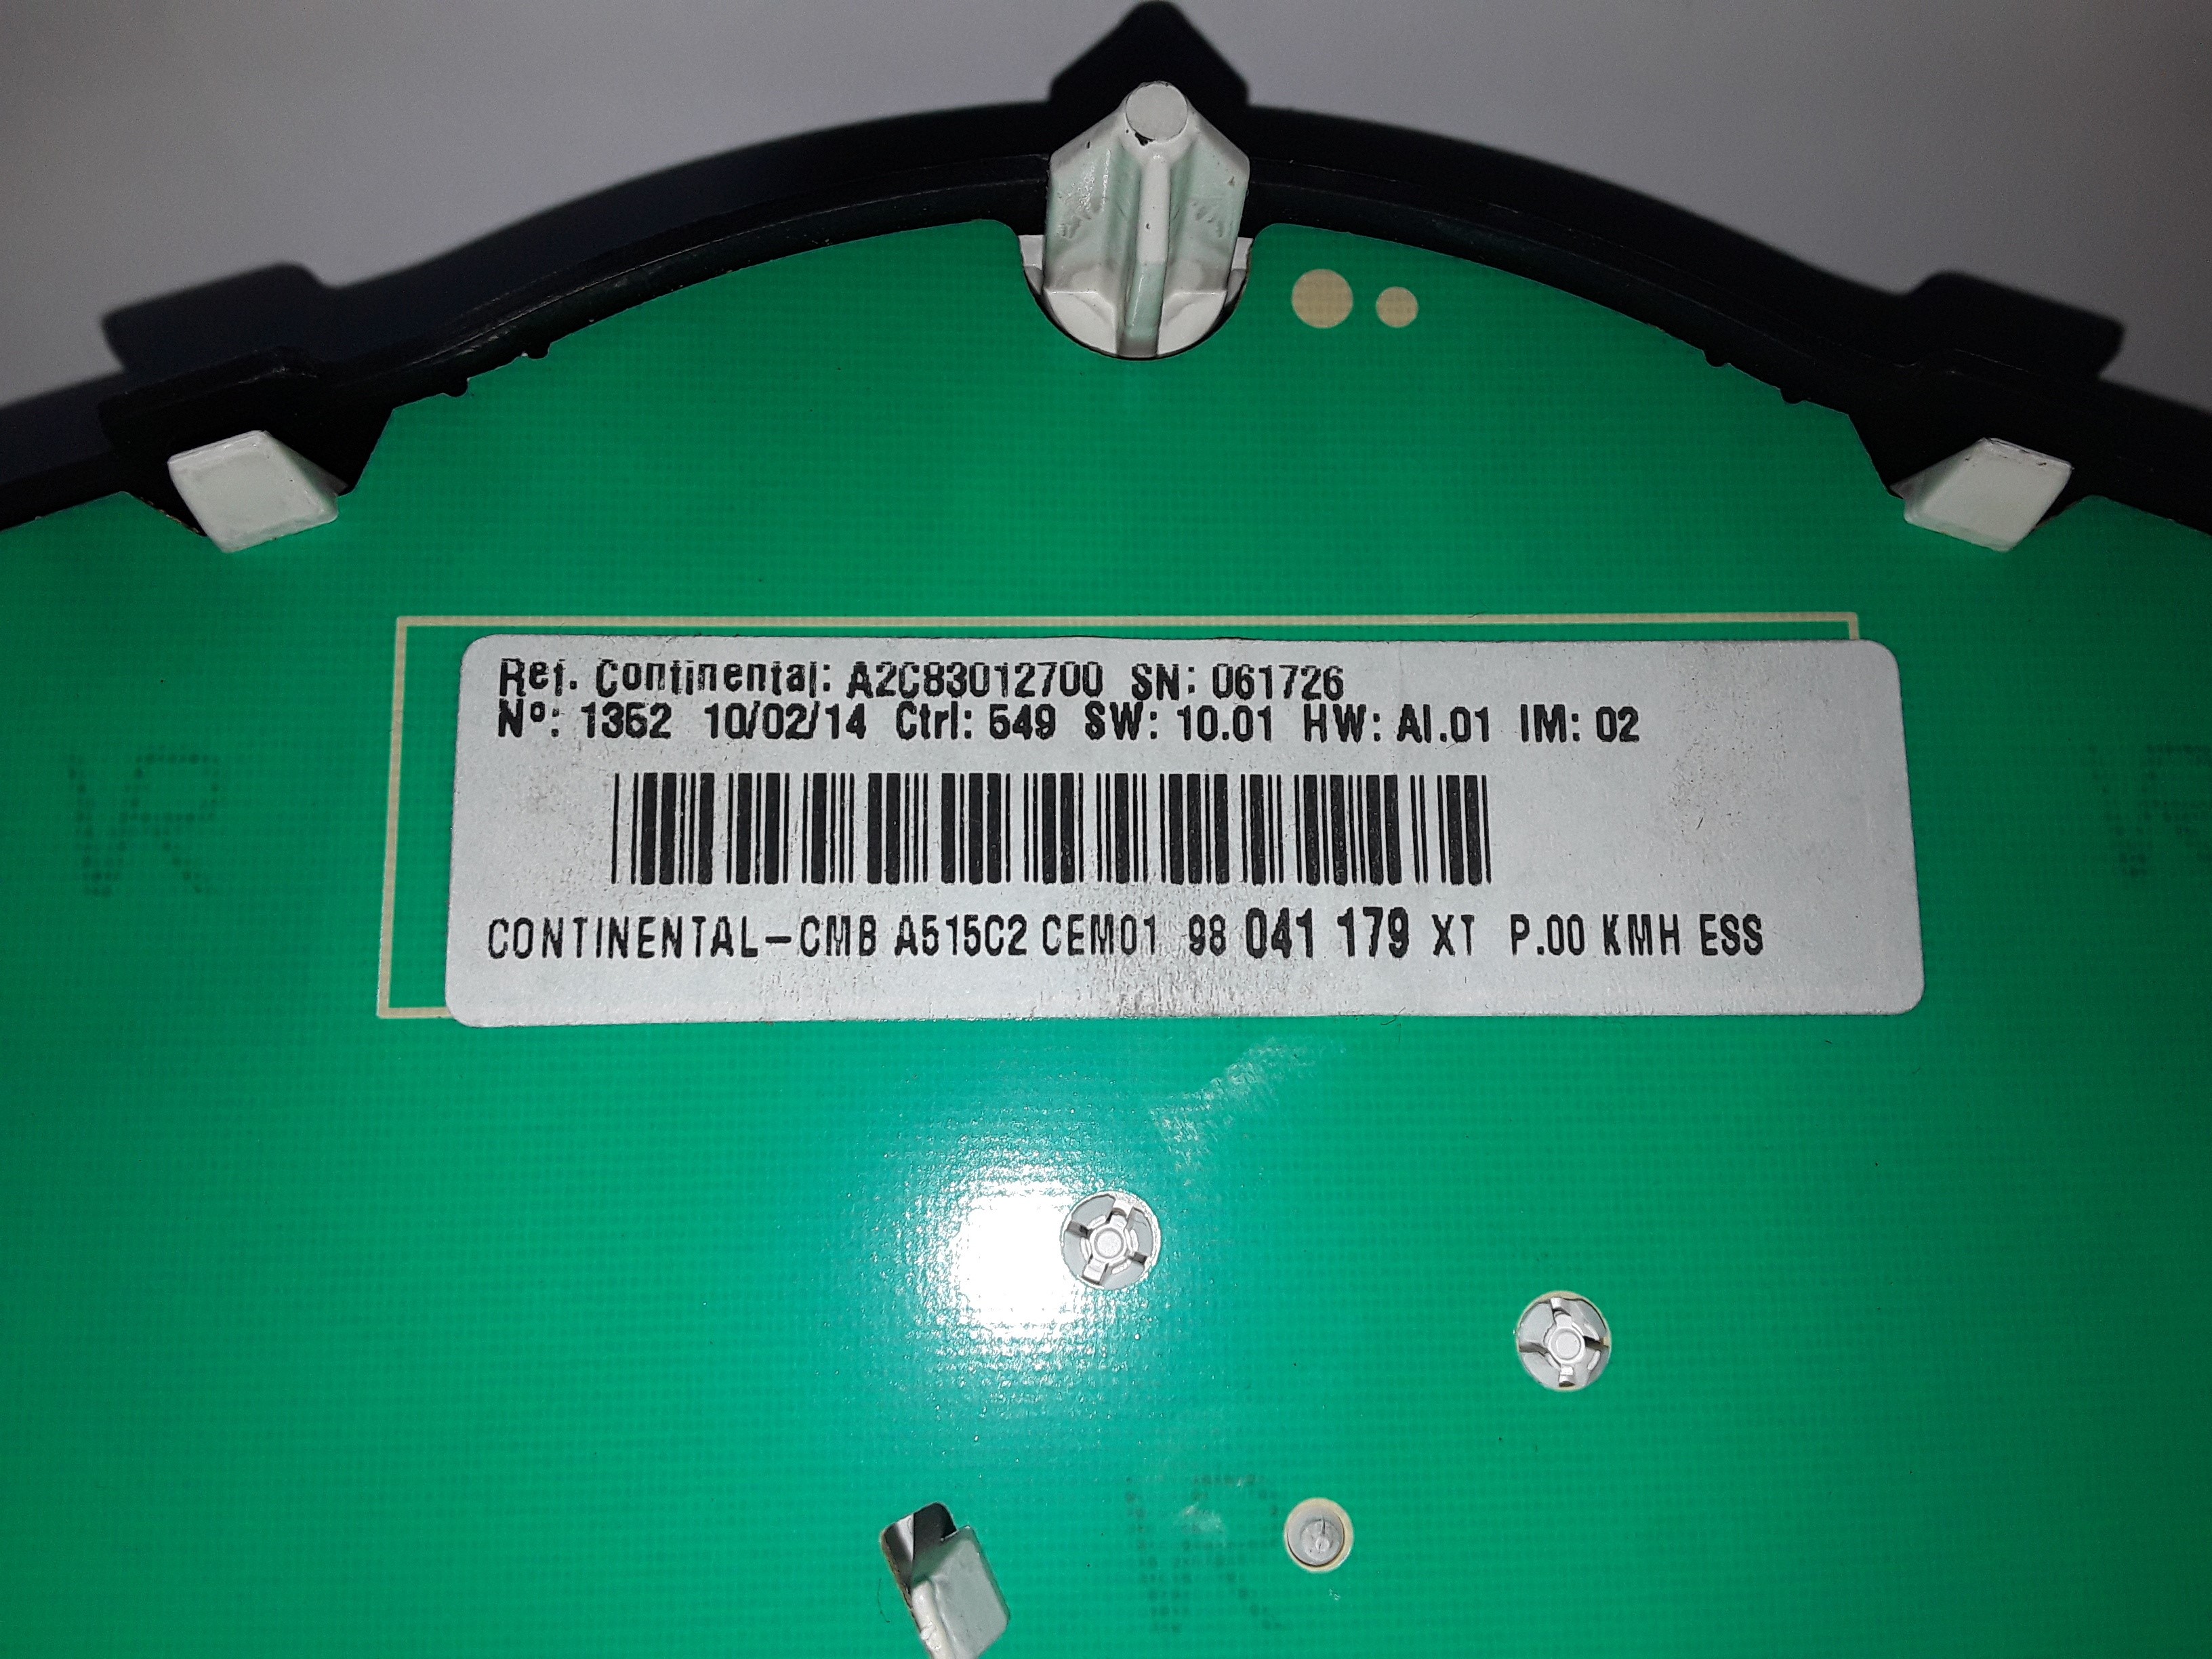 Ref. Continental: A2C83012700 SN: 061726
Nº: 1352 10/02/14 Ctrl: 549 SW: 10.01 HW: AI.01 IM: 02
CONTINENTAL-CMB A515C2 CEM01 98 041 179 XT P.00 KMH ESS